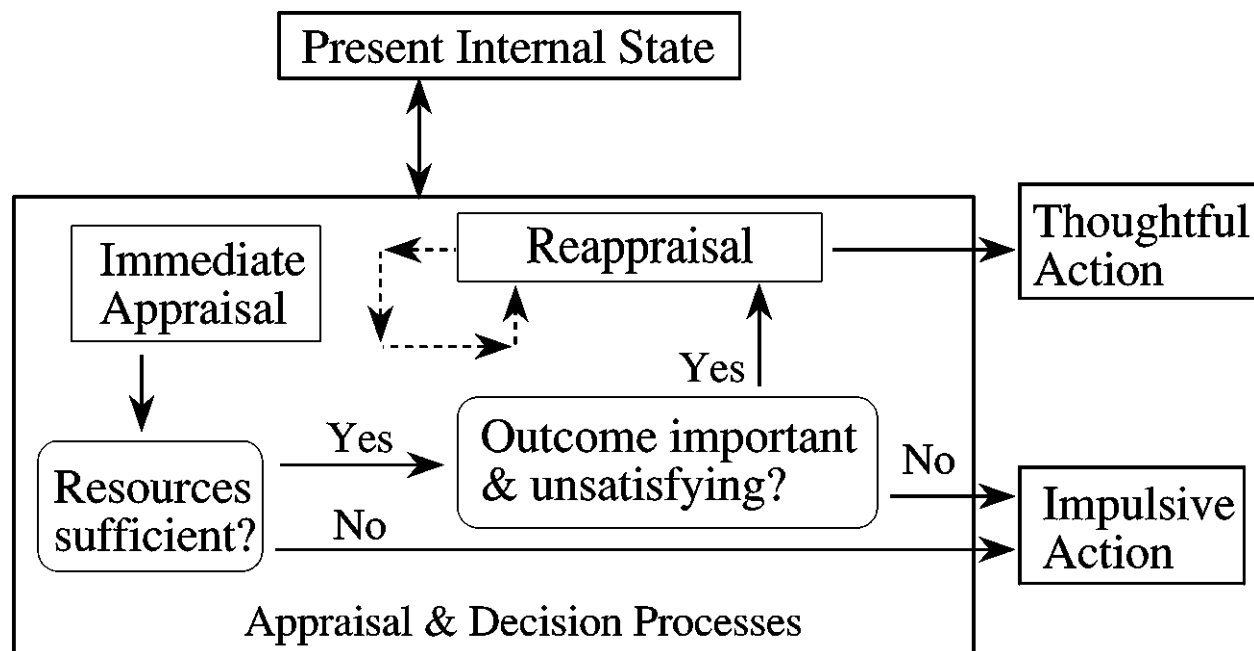 Present Internal State
Immediate
Appraisal
Reappraisal
Thoughtful
Action
Yes
Resources
sufficient?
Yes
No
Outcome important
& unsatisfying?
No
Impulsive
Action
Appraisal & Decision Processes